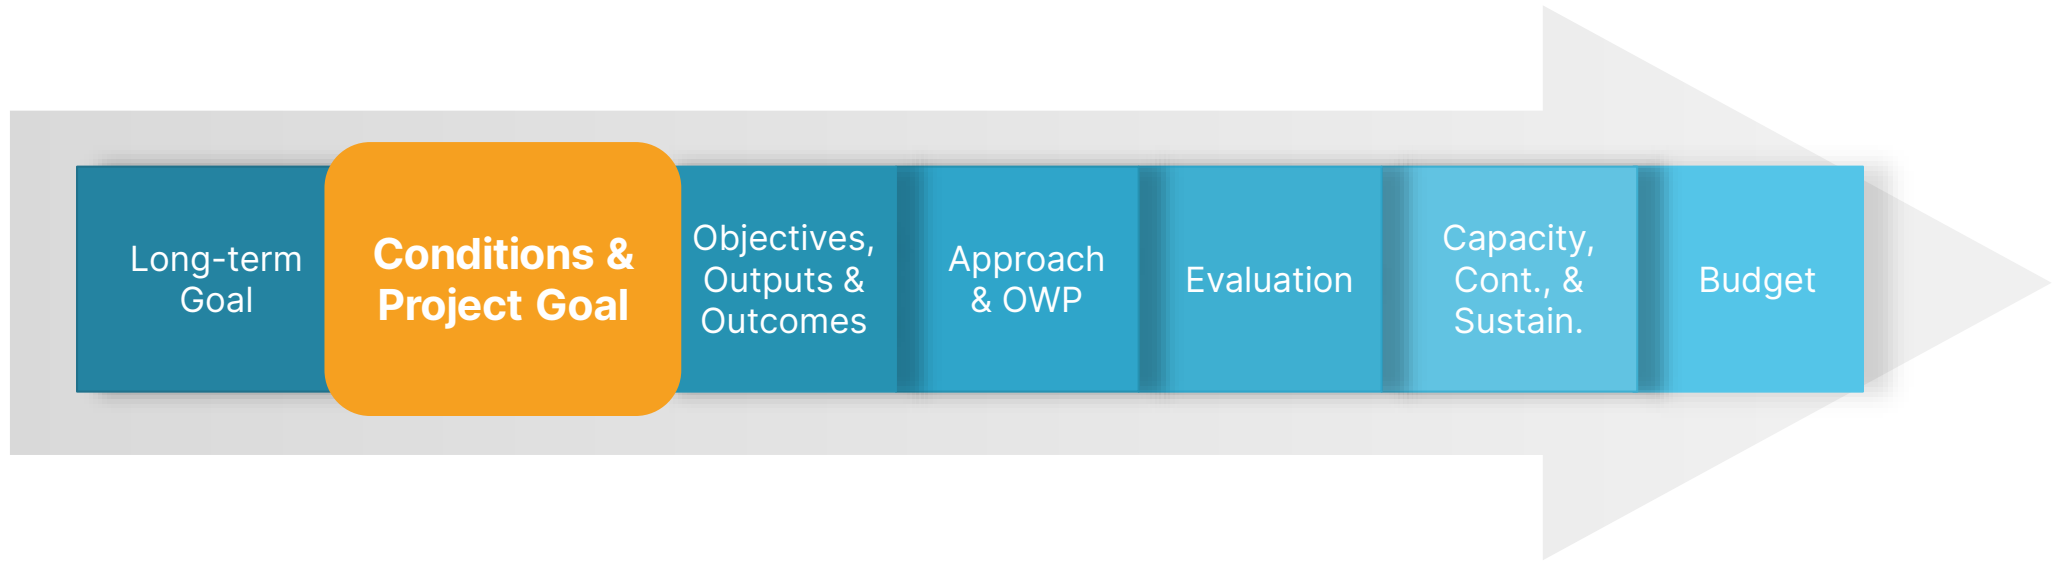 Long-term
Goal
Conditions &
Project Goal
Objectives,
Outputs &
Outcomes
Approach
& OWP
Evaluation
Capacity,
Cont., &
Sustain.
Budget